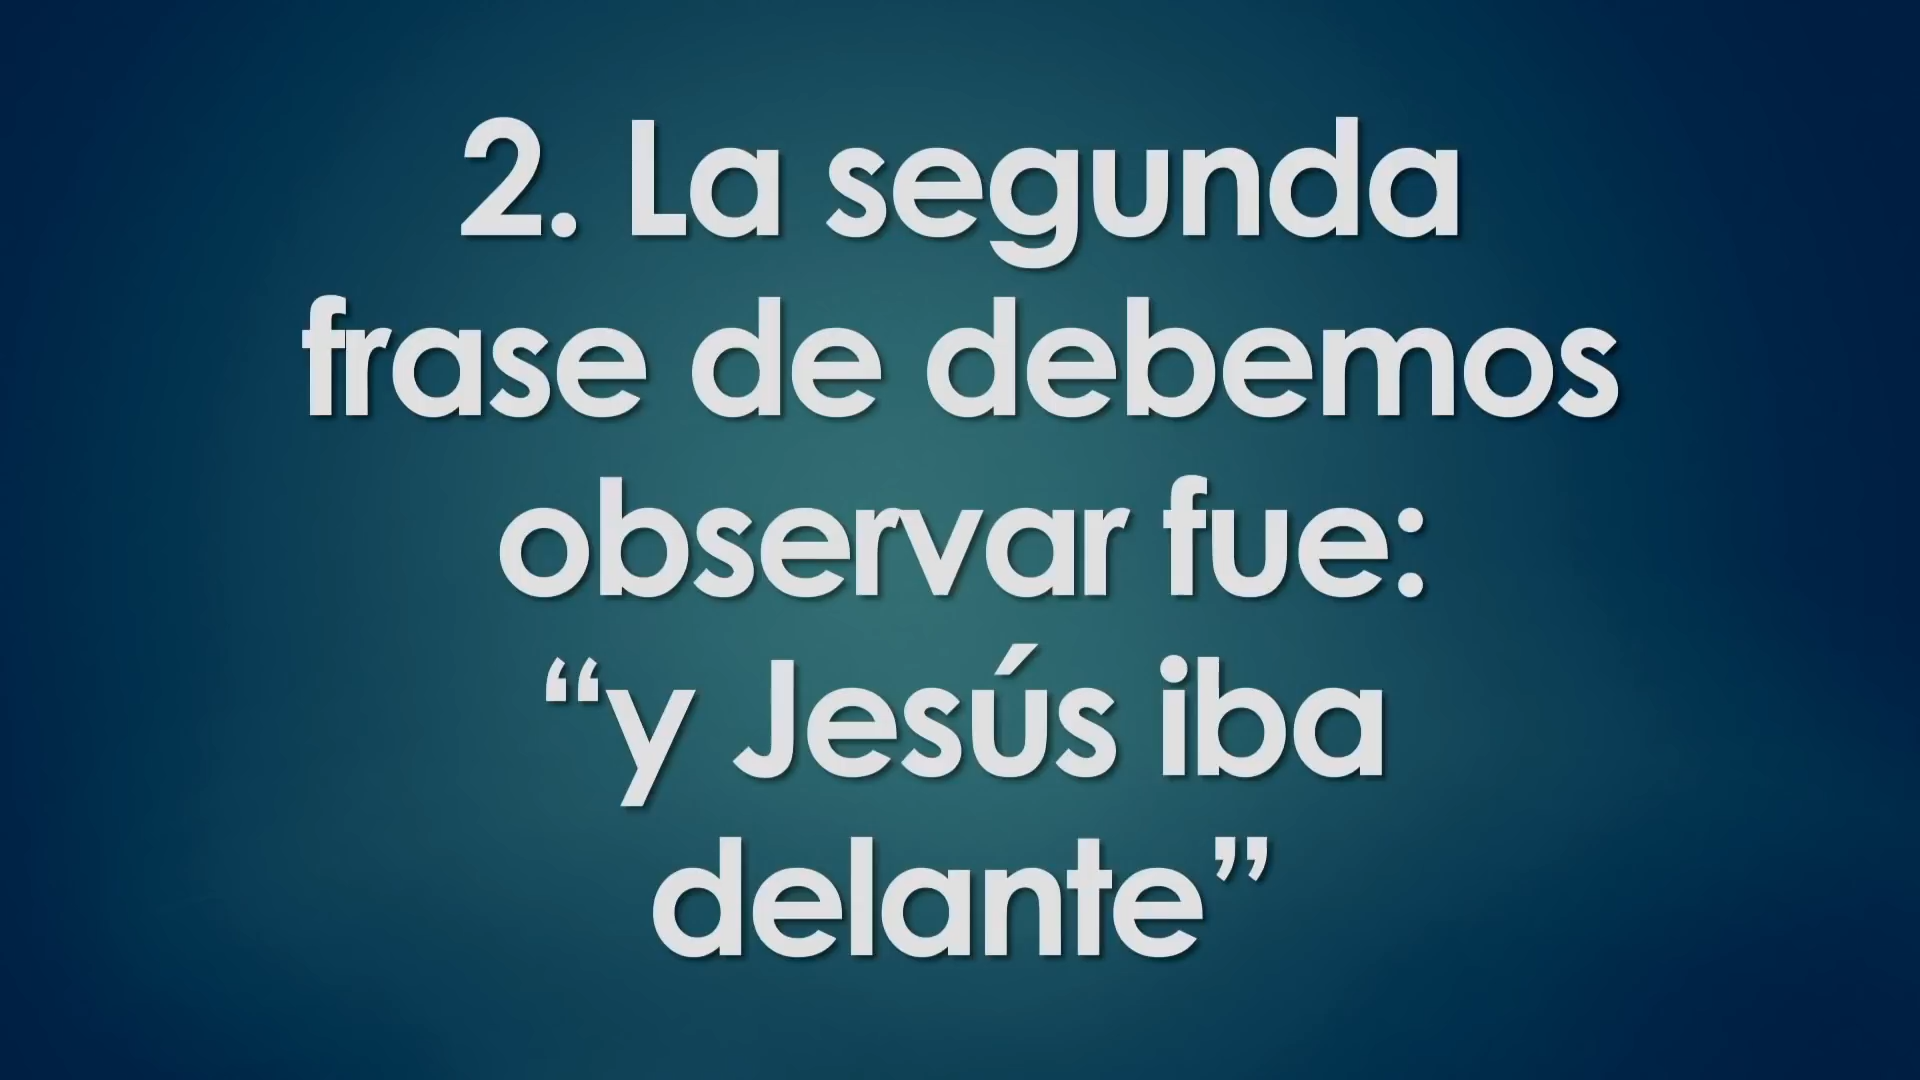 2. La segunda
frase de debemos
observar fue:
“y Jesús iba
delante”